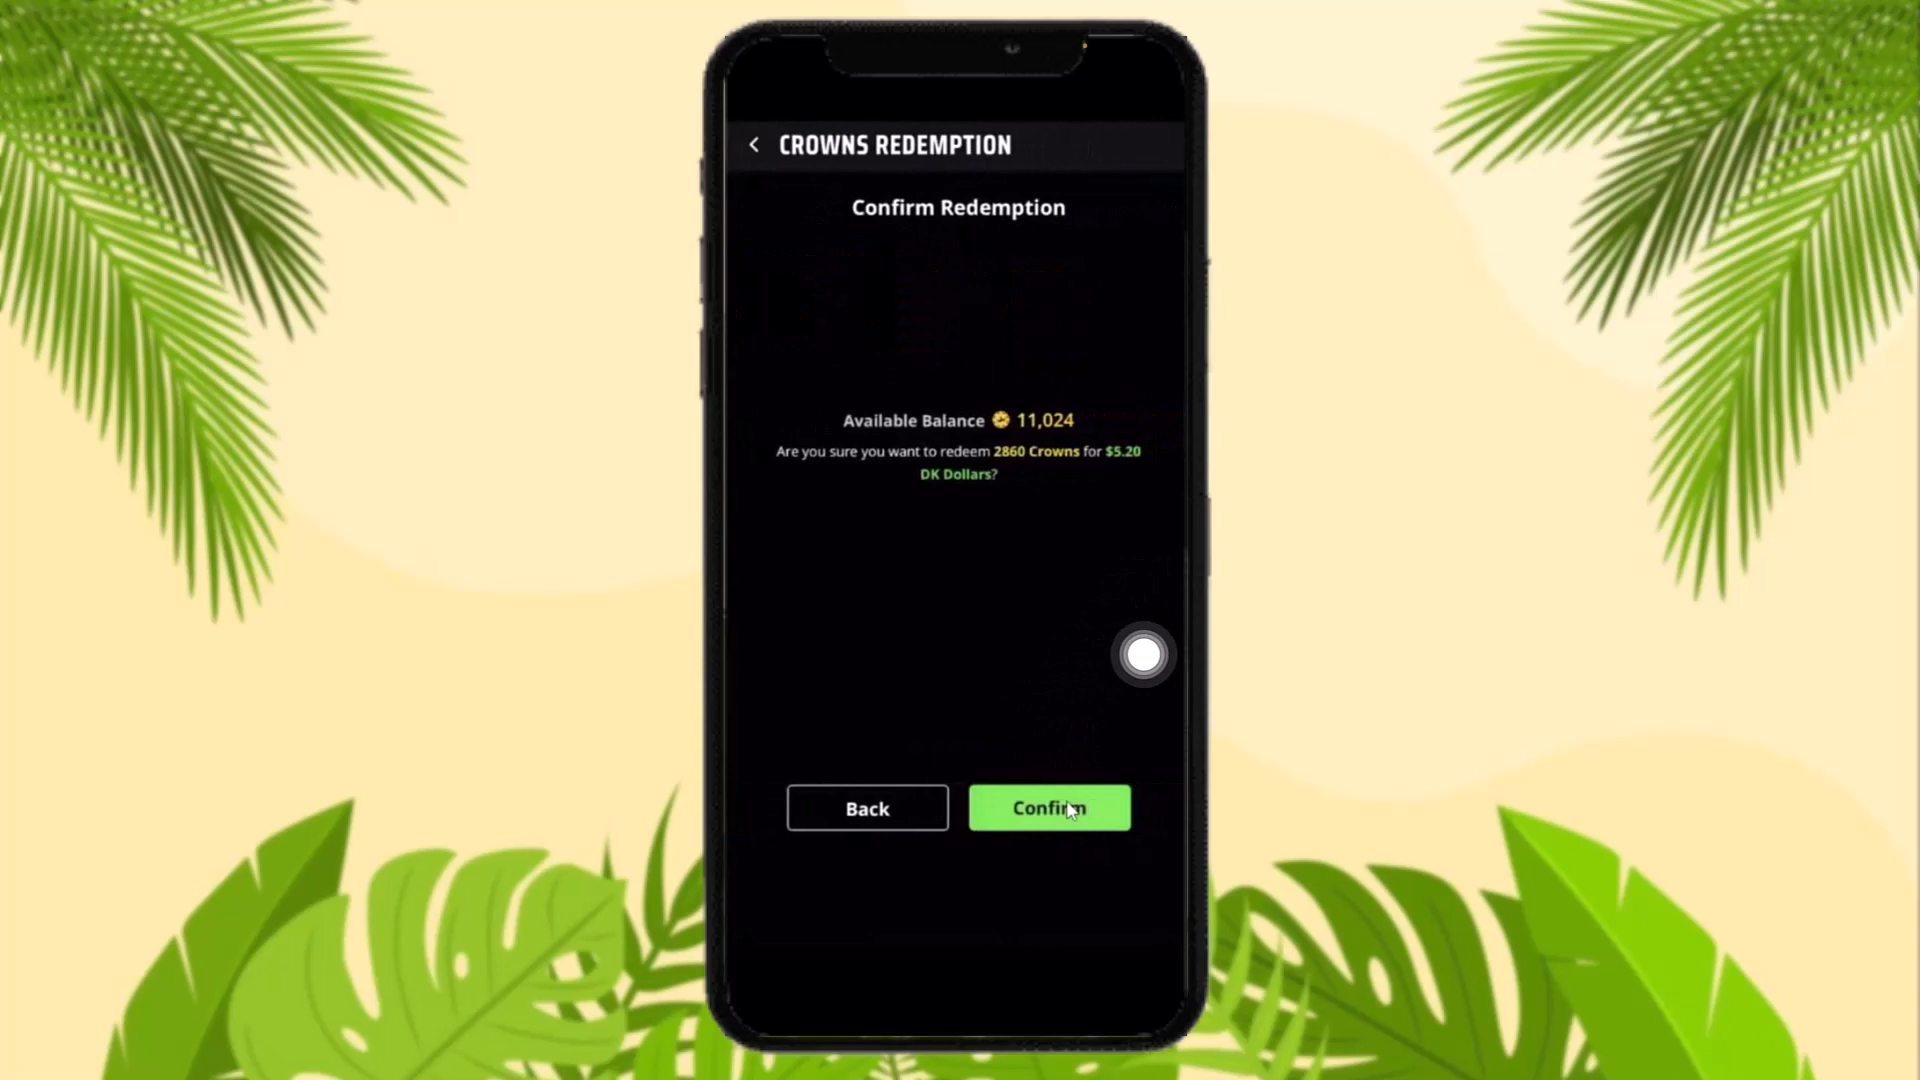 CROWNS REDEMPTION
Confirm Redemption
Available Balance 11,024
Are you sure you want to redeem 2860 Crowns for $5.20
DK Dollars?
Back
Confirm